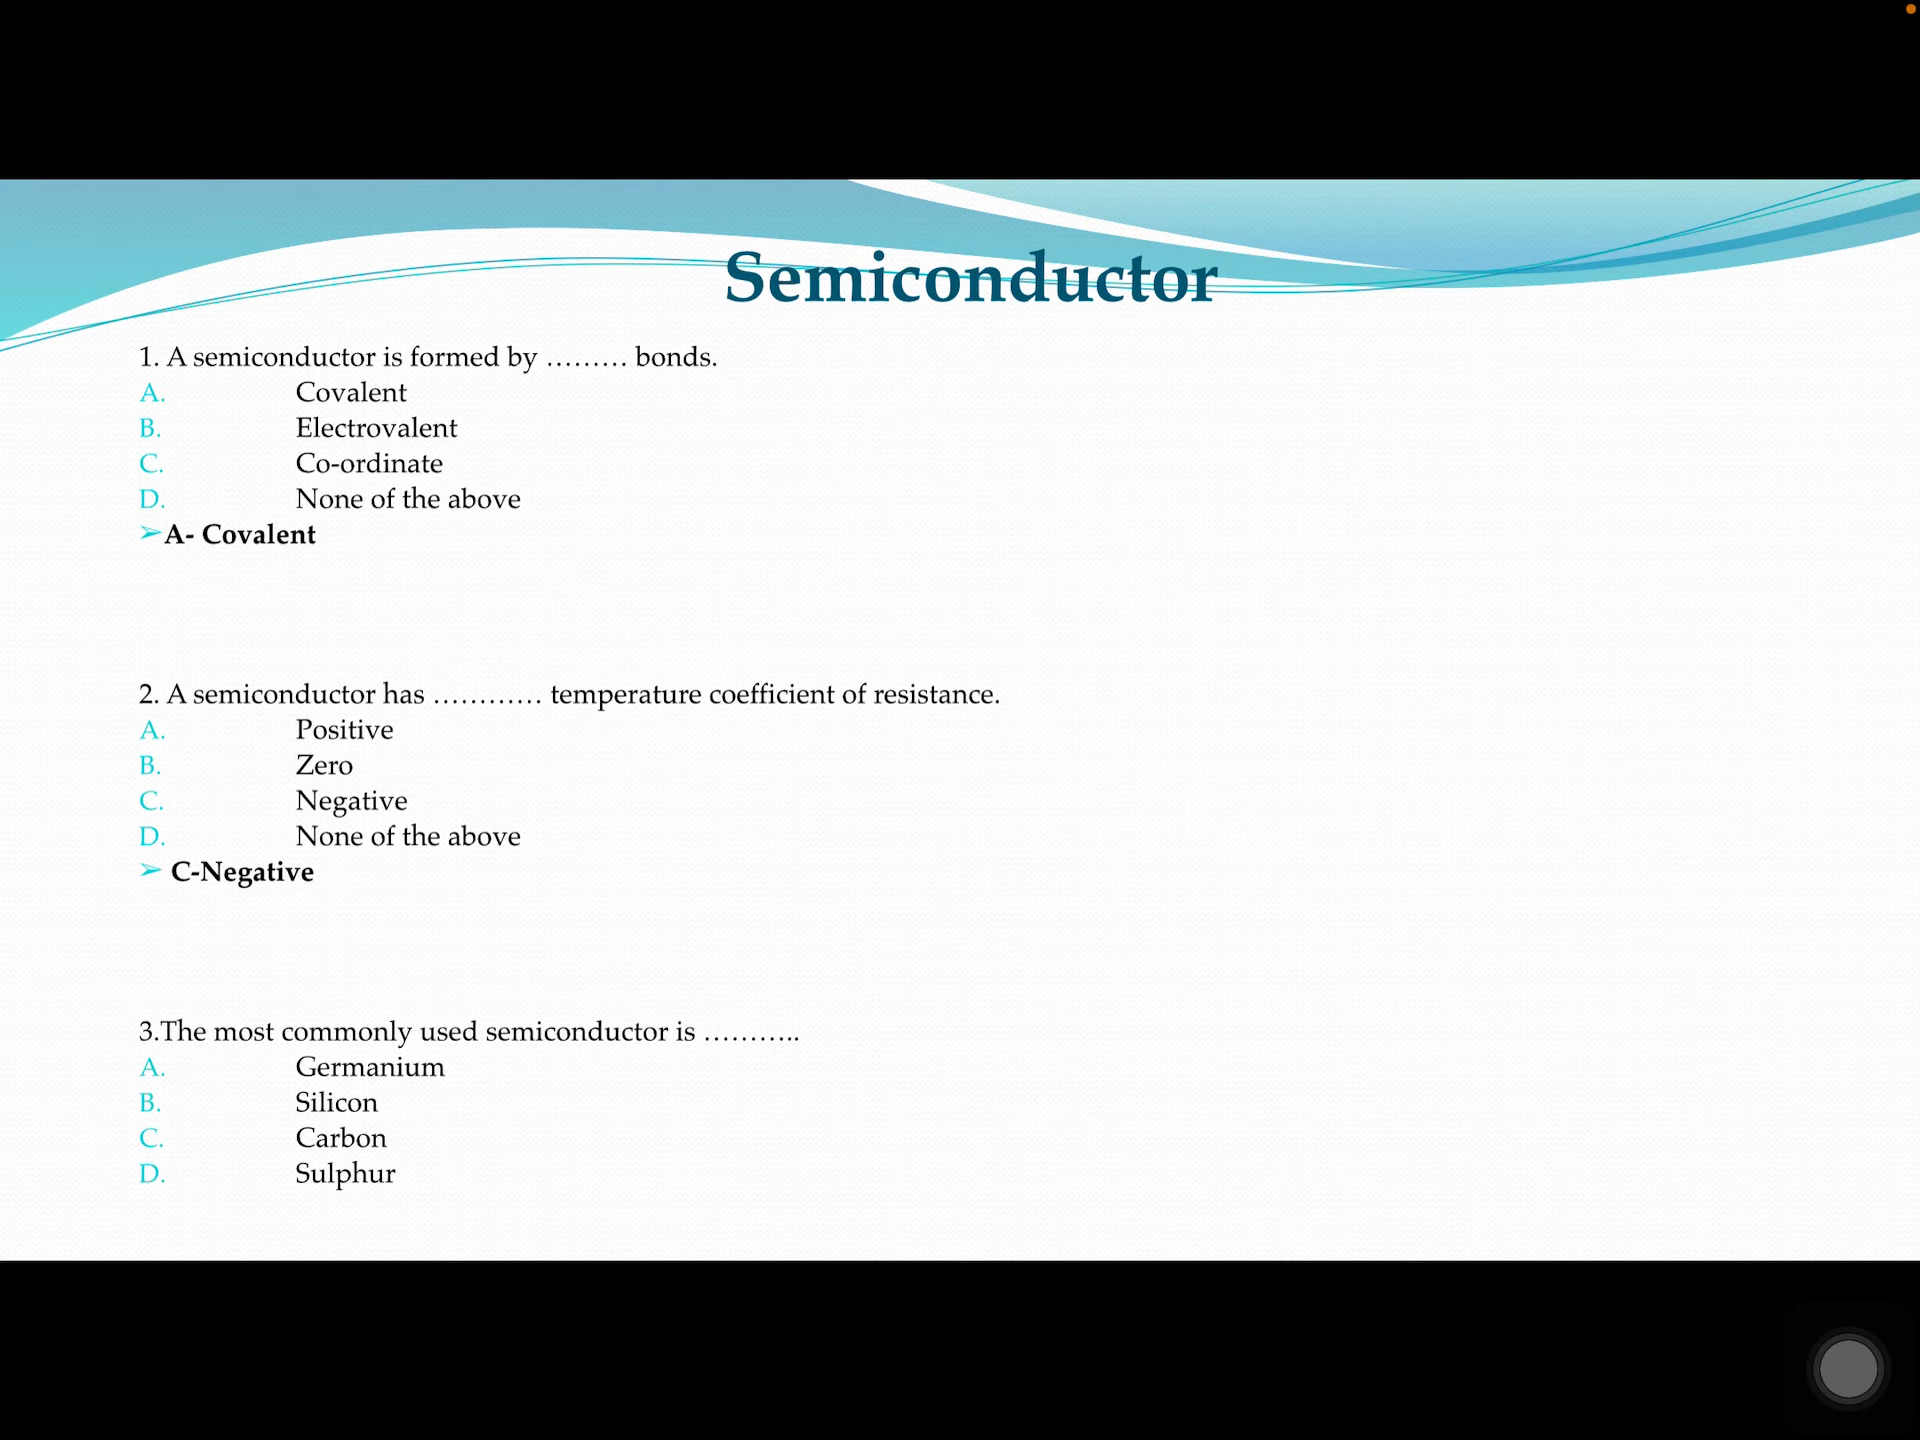 Semiconductor
1. A semiconductor is formed by ……… bonds.
A. Covalent
B. Electrovalent
C. Co-ordinate
D. None of the above
➢A- Covalent
2. A semiconductor has ………… temperature coefficient of resistance.
A. Positive
B. Zero
C. Negative
D. None of the above
➢ C-Negative
3.The most commonly used semiconductor is ………..
A. Germanium
B. Silicon
C. Carbon
D. Sulphur